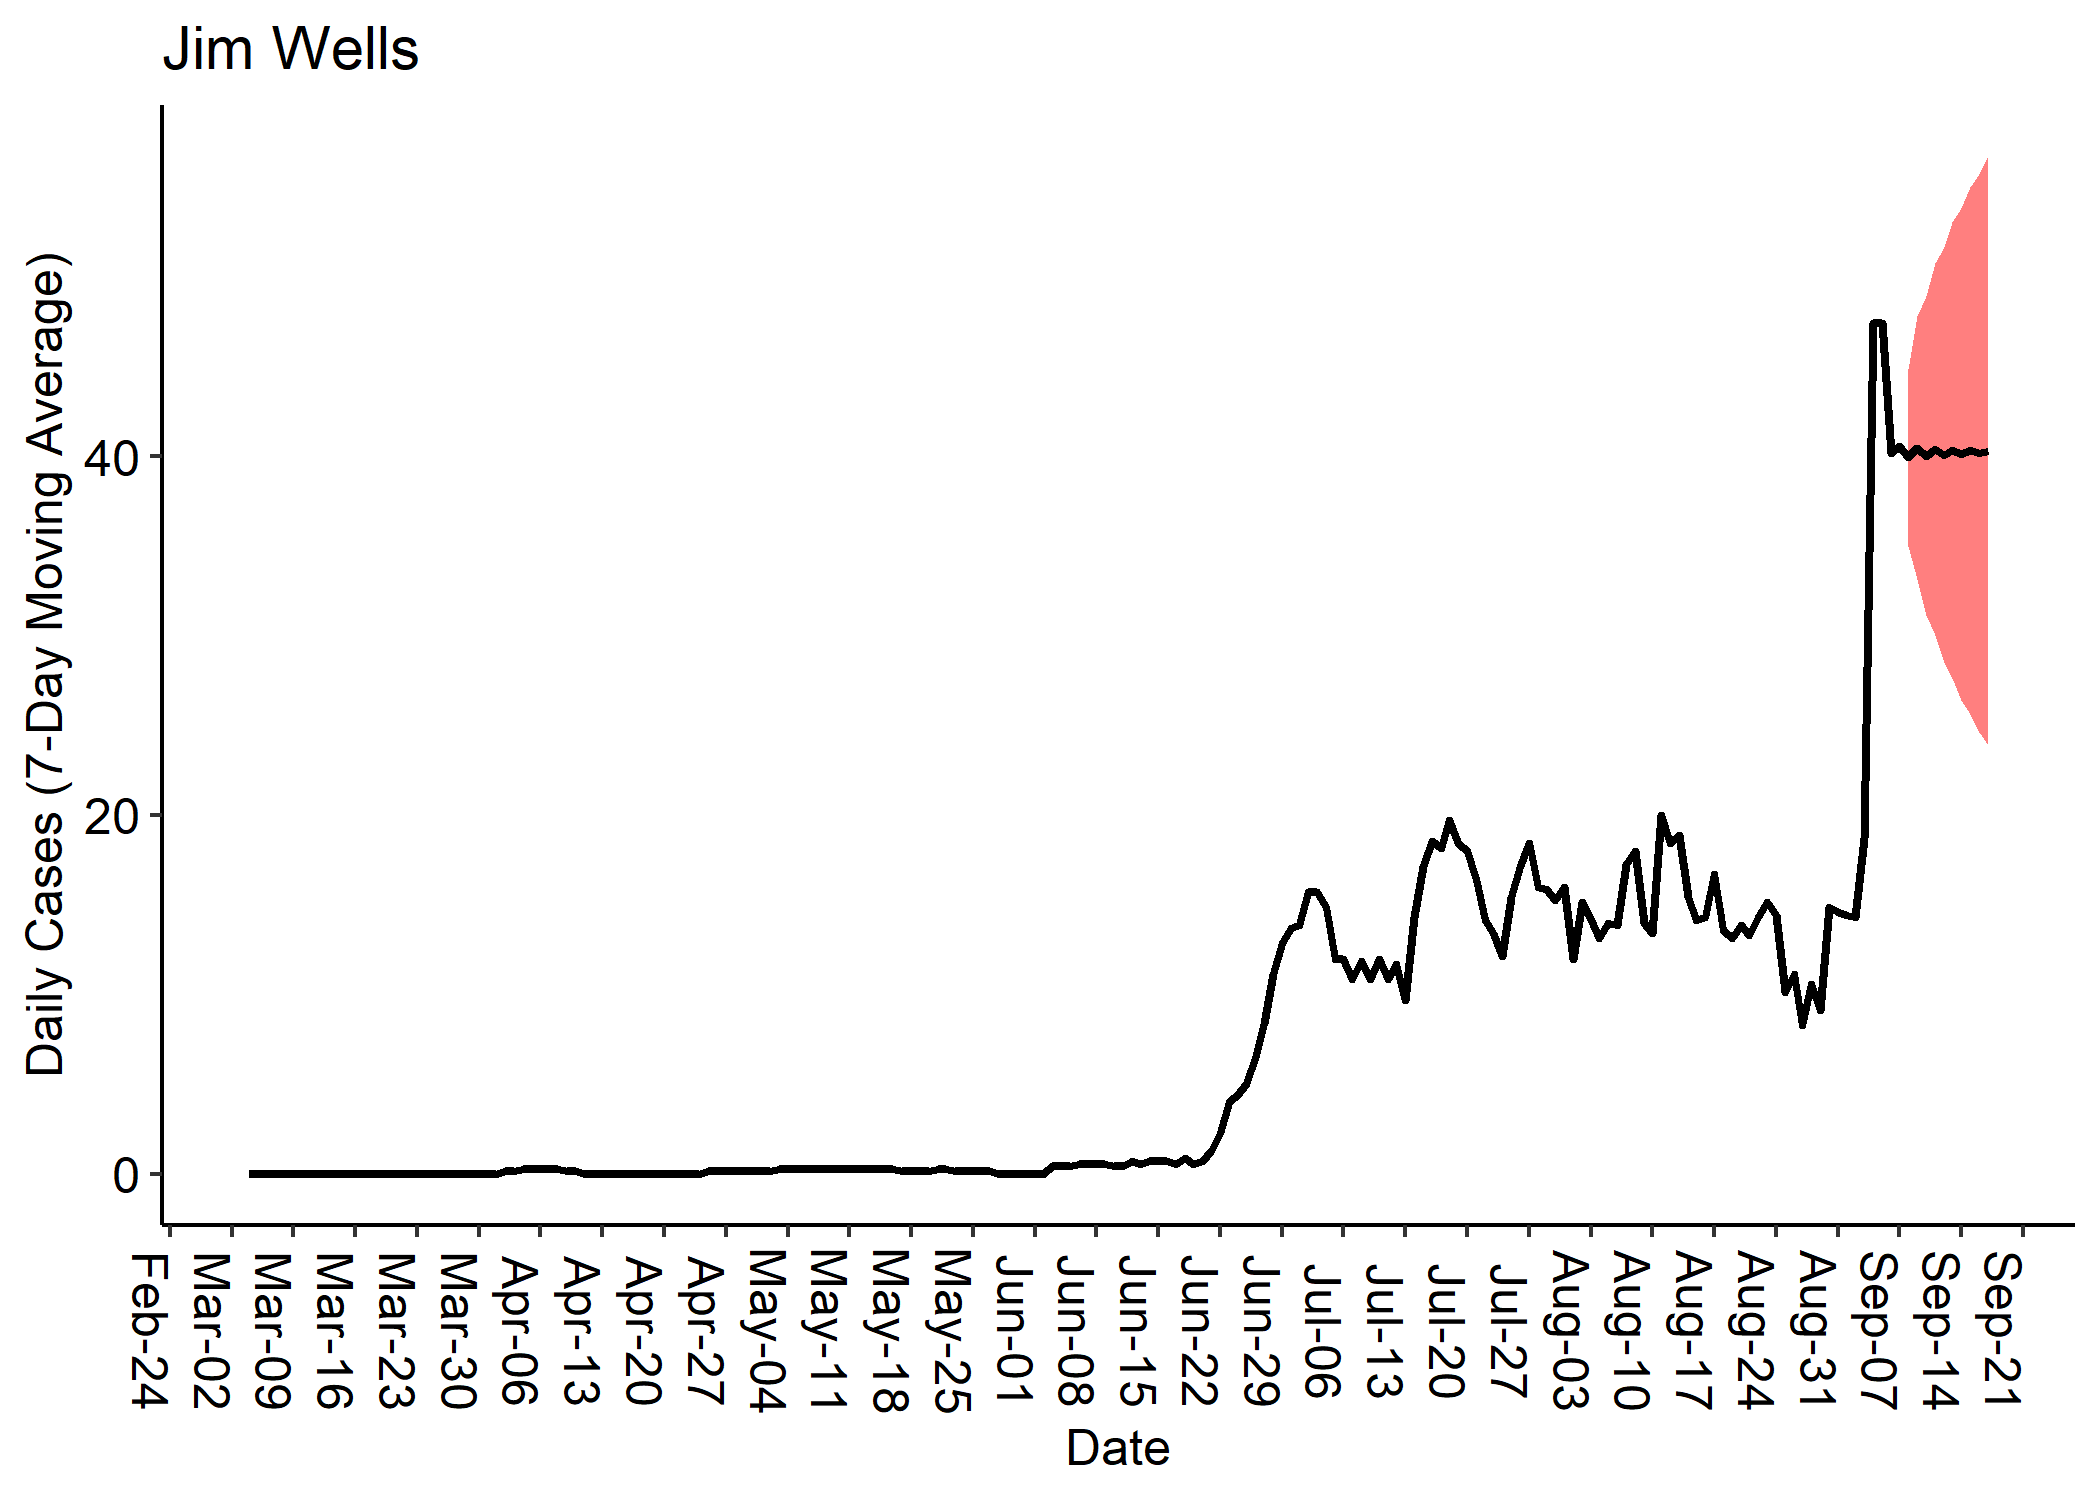 Jim Wells
Daily Cases (7-Day Moving Average)
40
20
0
Feb-24
Mar-02
Mar-09
Mar-16
Mar-23
Mar-30
Apr-06
Apr-13
Apr-20
Apr-27
May-04
May-11
May-18
May-25
Jun-01
Jun-08
Jun-15
Jun-22
Jun-29
Jul-06
Jul-13
Jul-20
Jul-27
Aug-03
Aug-10
Aug-17
Aug-24
Aug-31
Sep-07
Sep-14
Sep-21
Date